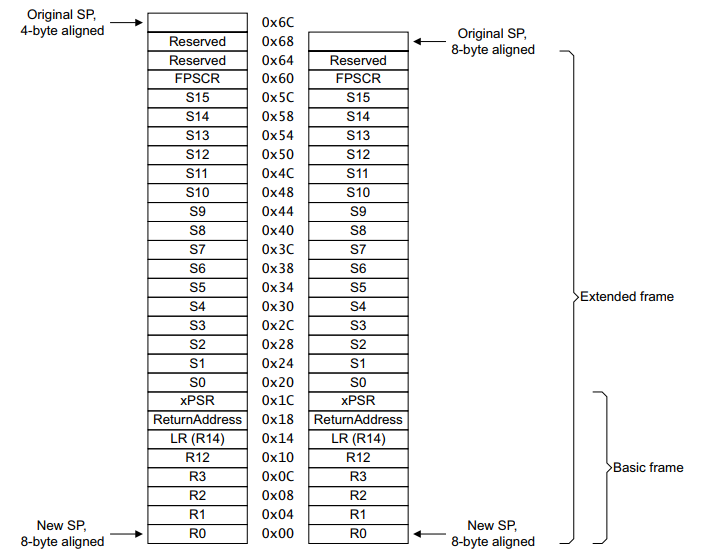 Original SP,
4-byte aligned
0x6C
Reserved 0x68 Original SP,
8-byte aligned
Reserved 0x64 Reserved
FPSCR 0x60 FPSCR
S15 0x5C S15
S14 0x58 S14
S13 0x54 S13
S12 0x50 S12
S11 0x4C S11
S10 0x48 S10
S9 0x44 S9
S8 0x40 S8
S7 0x3C S7
S6 0x38 S6
S5 0x34 S5
Extended frame
S4 0x30 S4
S3 0x2C S3
S2 0x28 S2
S1 0x24 S1
S0 0x20 S0
xPSR 0x1C xPSR
ReturnAddress 0x18 ReturnAddress
LR (R14) 0x14 LR (R14)
R12 0x10 R12
Basic frame
R3 0x0C R3
R2 0x08 R2
R1 0x04 R1
New SP,
8-byte aligned
R0 0x00 R0
New SP,
8-byte aligned